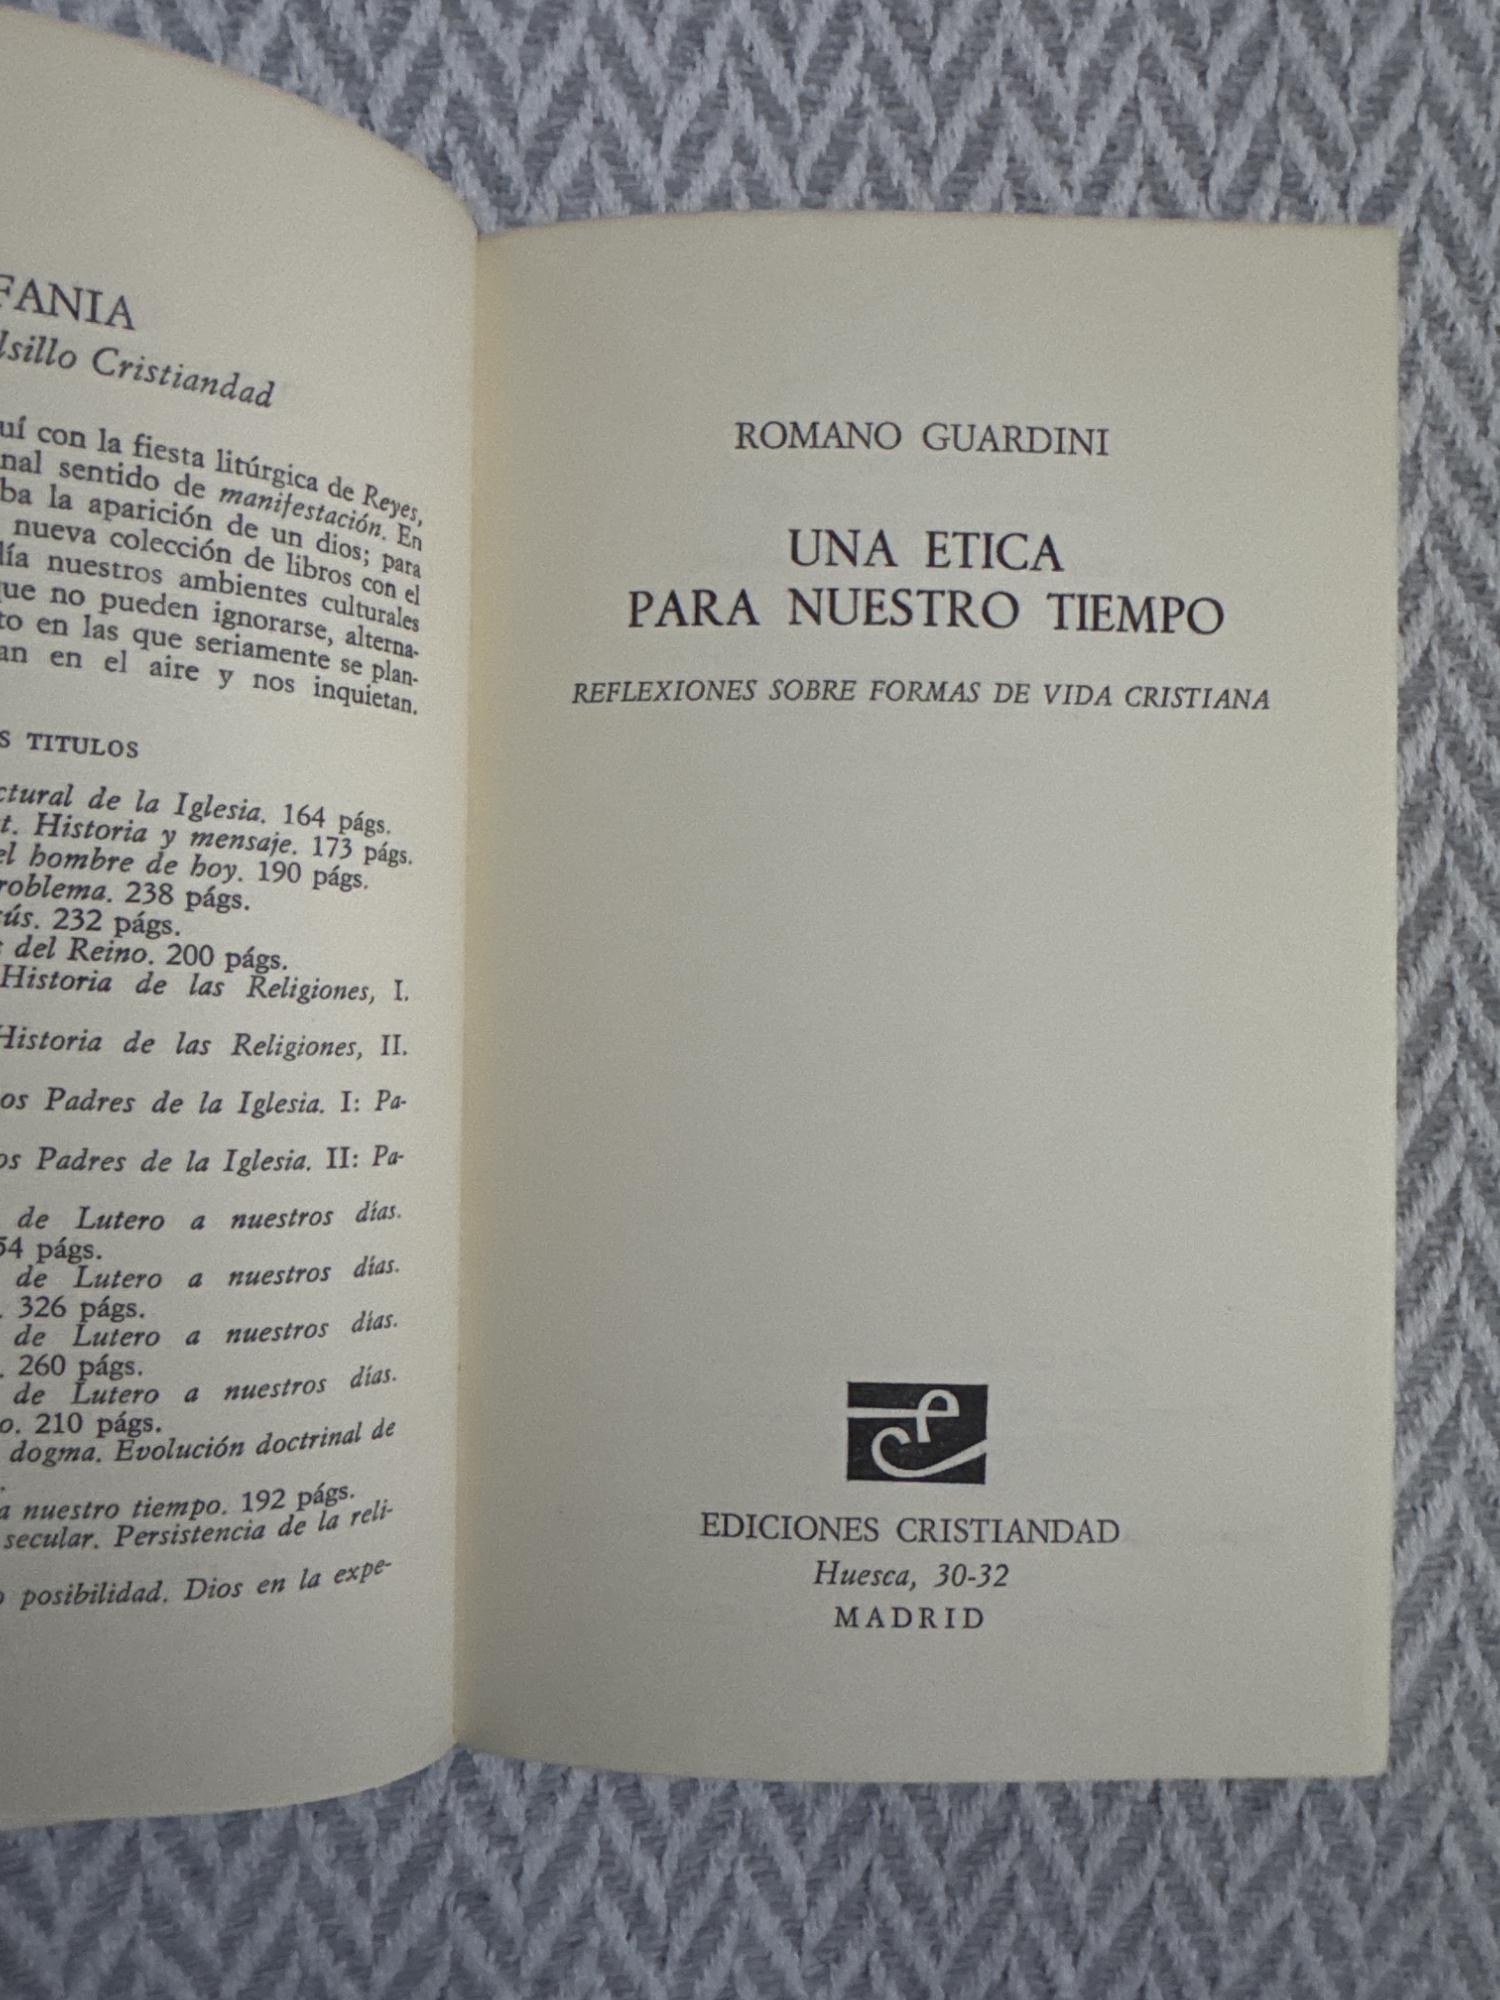 FANIA
lsillo Cristiandad
uí con la fiesta litúrgica de Reyes,
nal sentido de manifestación. En
ba la aparición de un dios; para
nueva colección de libros con el
día nuestros ambientes culturales
que no pueden ignorarse, alterna-
to en las que seriamente se plan-
an en el aire y nos inquietan.
S TITULOS
ctural de la Iglesia. 164 págs.
t. Historia y mensaje. 173 págs.
el hombre de hoy. 190 págs.
roblema. 238 págs.
sús. 232 págs.
del Reino. 200 págs.
Historia de las Religiones, I.
Historia de las Religiones, II.
os Padres de la Iglesia. I: Pa-
os Padres de la Iglesia. II: Pa-
de Lutero a nuestros días.
54 págs.
de Lutero a nuestros días.
. 326 págs.
de Lutero a nuestros días.
. 260 págs.
de Lutero a nuestros días.
o. 210 págs.
dogma. Evolución doctrinal de
a nuestro tiempo. 192 págs.
secular. Persistencia de la reli-
o posibilidad. Dios en la expe-
ROMANO GUARDINI
UNA ETICA
PARA NUESTRO TIEMPO
REFLEXIONES SOBRE FORMAS DE VIDA CRISTIANA
EDICIONES CRISTIANDAD
Huesca, 30-32
MADRID